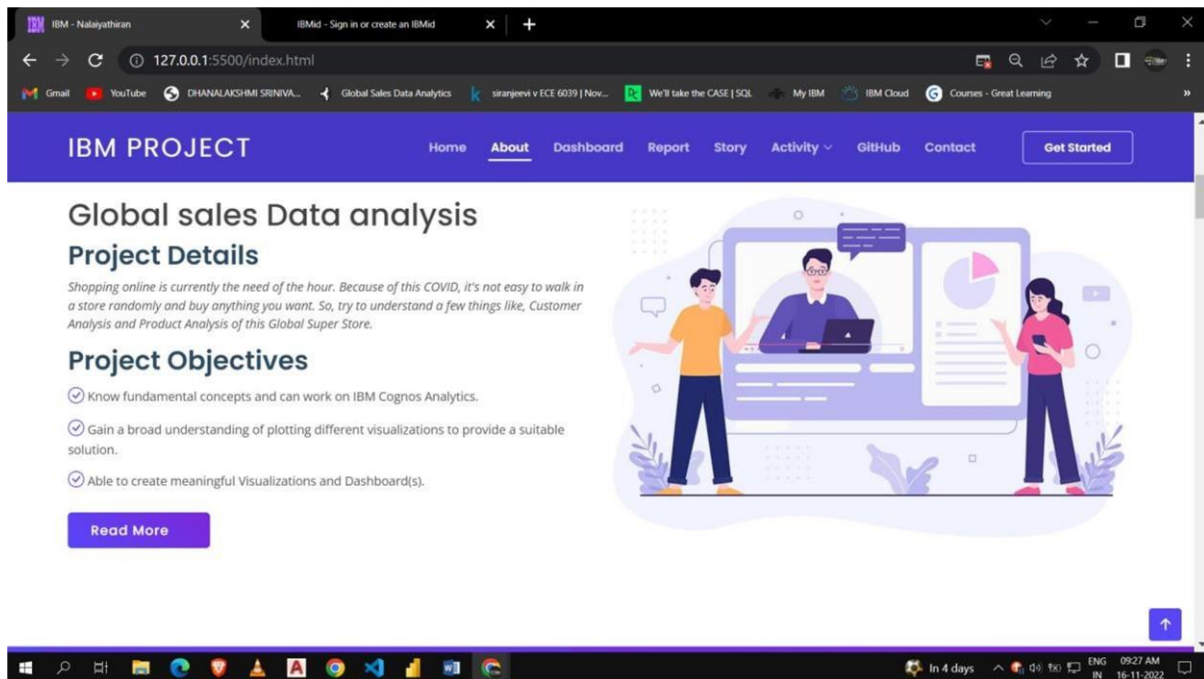 IBM - Nalaiyathiran
IBMid - Sign in or create an IBMid
127.0.0.1:5500/index.html
Gmail
YouTube
DHANALAKSHMI SRINIVA...
Global Sales Data Analytics
siranjeevi v ECE 6039 | Nov...
We'll take the CASE | SQL
My IBM
IBM Cloud
Courses - Great Learning
»
IBM PROJECT
Home
About
Dashboard
Report
Story
Activity
GitHub
Contact
Get Started
Global sales Data analysis
Project Details
Shopping online is currently the need of the hour. Because of this COVID, it's not easy to walk in
a store randomly and buy anything you want. So, try to understand a few things like, Customer
Analysis and Product Analysis of this Global Super Store.
Project Objectives
Know fundamental concepts and can work on IBM Cognos Analytics.
Gain a broad understanding of plotting different visualizations to provide a suitable
solution.
Able to create meaningful Visualizations and Dashboard(s).
Read More
In 4 days
ENG
IN
09:27 AM
16-11-2022